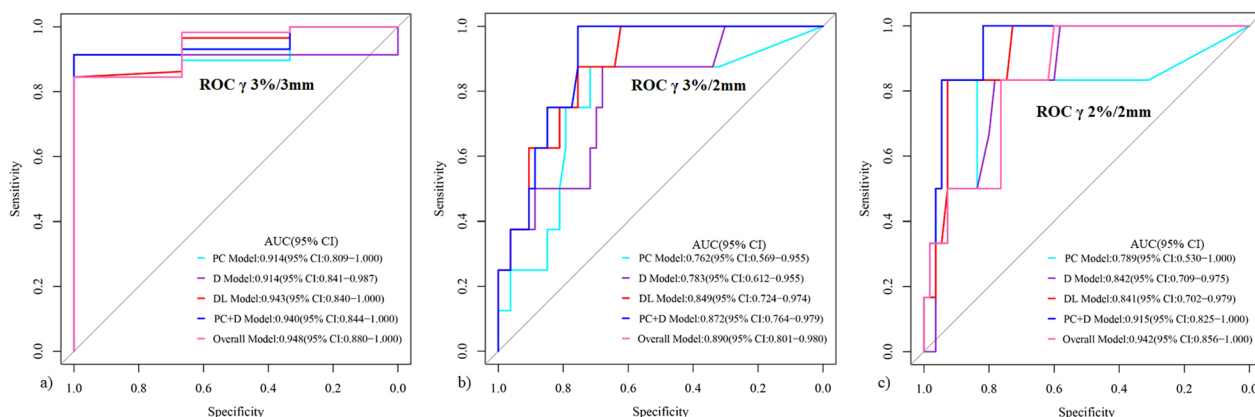 1.0
0.8
0.6
0.4
0.2
0.0
Sensitivity
ROC γ 3%/3mm
AUC(95% CI)
PC Model:0.914(95% CI:0.809−1.000)
D Model:0.914(95% CI:0.841−0.987)
DL Model:0.943(95% CI:0.840−1.000)
PC+D Model:0.940(95% CI:0.844−1.000)
Overall Model:0.948(95% CI:0.880−1.000)
a)
1.0 0.8 0.6 0.4 0.2 0.0
Specificity
1.0
0.8
0.6
0.4
0.2
0.0
Sensitivity
ROC γ 3%/2mm
AUC(95% CI)
PC Model:0.762(95% CI:0.569−0.955)
D Model:0.783(95% CI:0.612−0.955)
DL Model:0.849(95% CI:0.724−0.974)
PC+D Model:0.872(95% CI:0.764−0.979)
Overall Model:0.890(95% CI:0.801−0.980)
b)
1.0 0.8 0.6 0.4 0.2 0.0
Specificity
1.0
0.8
0.6
0.4
0.2
0.0
Sensitivity
ROC γ 2%/2mm
AUC(95% CI)
PC Model:0.789(95% CI:0.530−1.000)
D Model:0.842(95% CI:0.709−0.975)
DL Model:0.841(95% CI:0.702−0.979)
PC+D Model:0.915(95% CI:0.825−1.000)
Overall Model:0.942(95% CI:0.856−1.000)
c)
1.0 0.8 0.6 0.4 0.2 0.0
Specificity